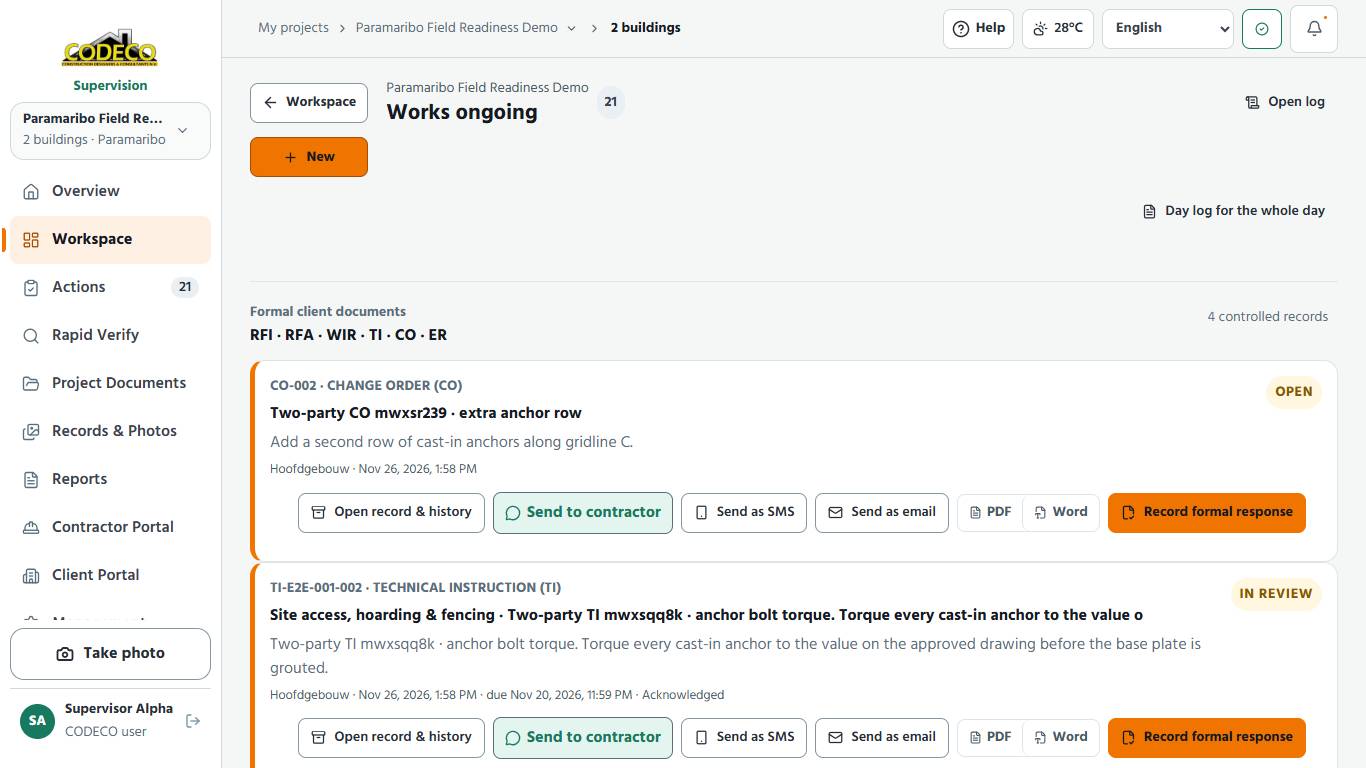 CODECO
CONSTRUCTION DESIGNERS & CONSULTANTS N.V.
Supervision
Paramaribo Field Re...
2 buildings · Paramaribo
Overview
Workspace
Actions
21
Rapid Verify
Project Documents
Records & Photos
Reports
Contractor Portal
Client Portal
Take photo
SA
Supervisor Alpha
CODECO user
My projects
Paramaribo Field Readiness Demo
2 buildings
Help
28°C
English
Workspace
Paramaribo Field Readiness Demo
Works ongoing
21
Open log
New
Day log for the whole day
Formal client documents
RFI · RFA · WIR · TI · CO · ER
4 controlled records
CO-002 · CHANGE ORDER (CO)
OPEN
Two-party CO mwxsr239 · extra anchor row
Add a second row of cast-in anchors along gridline C.
Hoofdgebouw · Nov 26, 2026, 1:58 PM
Open record & history
Send to contractor
Send as SMS
Send as email
PDF
Word
Record formal response
TI-E2E-001-002 · TECHNICAL INSTRUCTION (TI)
IN REVIEW
Site access, hoarding & fencing · Two-party TI mwxsqq8k · anchor bolt torque. Torque every cast-in anchor to the value o
Two-party TI mwxsqq8k · anchor bolt torque. Torque every cast-in anchor to the value on the approved drawing before the base plate is
grouted.
Hoofdgebouw · Nov 26, 2026, 1:58 PM · due Nov 20, 2026, 11:59 PM · Acknowledged
Open record & history
Send to contractor
Send as SMS
Send as email
PDF
Word
Record formal response